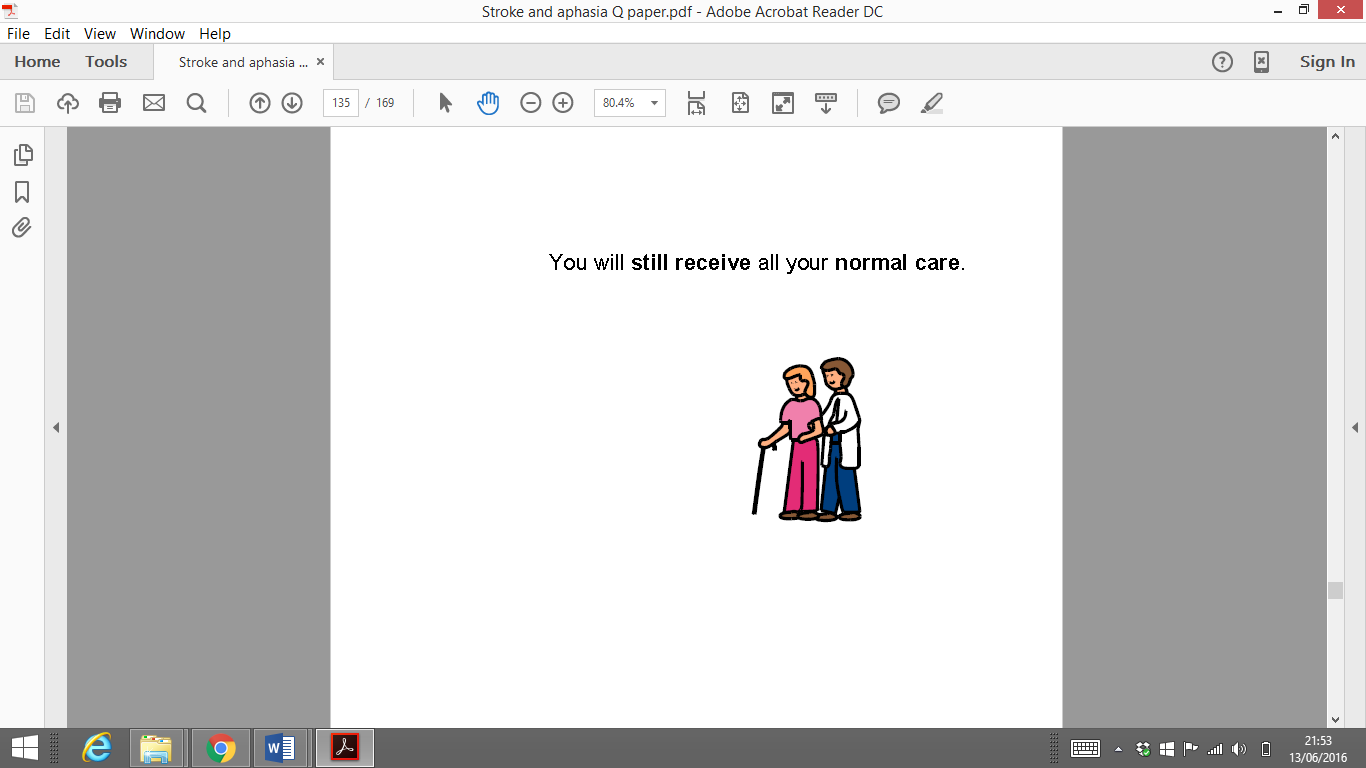 Stroke and aphasia Q paper.pdf - Adobe Acrobat Reader DC
File Edit View Window Help
Home Tools Stroke and aphasia ... × ? Sign In
135 / 169 80.4%
You will still receive all your normal care.
21:53
13/06/2016